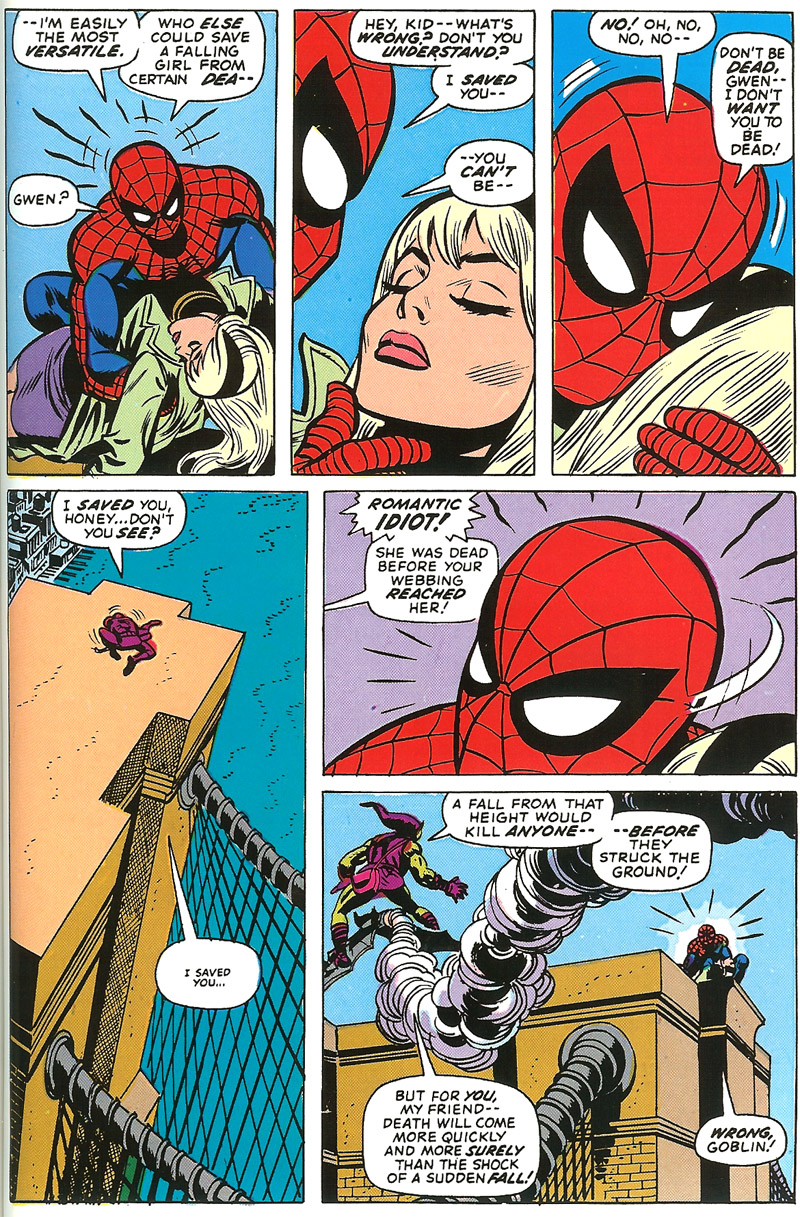 --I'M EASILY
THE MOST
VERSATILE.
WHO ELSE
COULD SAVE
A FALLING
GIRL FROM
CERTAIN DEA--
GWEN?
HEY, KID--WHAT'S
WRONG? DON'T YOU
UNDERSTAND?
I SAVED
YOU--
--YOU
CAN'T
BE--
NO! OH, NO,
NO, NO--
DON'T BE
DEAD,
GWEN--
I DON'T
WANT
YOU TO
BE
DEAD!
I SAVED YOU,
HONEY...DON'T
YOU SEE?
I SAVED
YOU...
ROMANTIC
IDIOT!
SHE WAS DEAD
BEFORE YOUR
WEBBING
REACHED
HER!
A FALL FROM THAT
HEIGHT WOULD
KILL ANYONE--
--BEFORE
THEY
STRUCK THE
GROUND!
BUT FOR YOU,
MY FRIEND--
DEATH WILL COME
MORE QUICKLY
AND MORE SURELY
THAN THE SHOCK
OF A SUDDEN FALL!
WRONG,
GOBLIN!